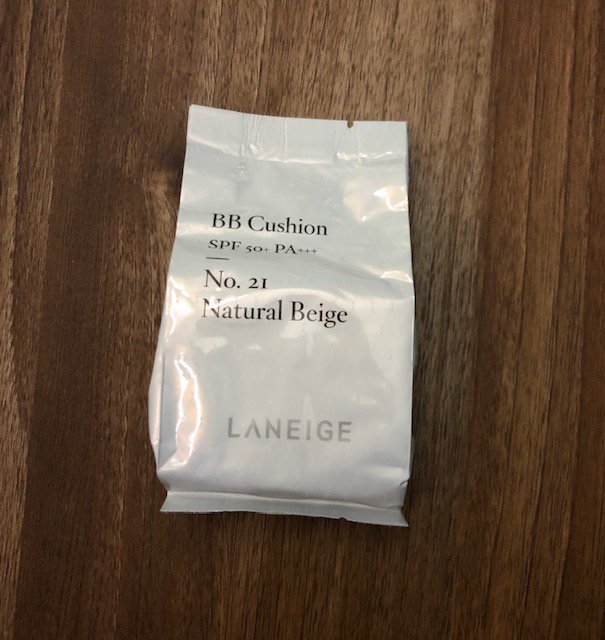 BB Cushion
SPF 50+ PA+++
No. 21
Natural Beige
LANEIGE